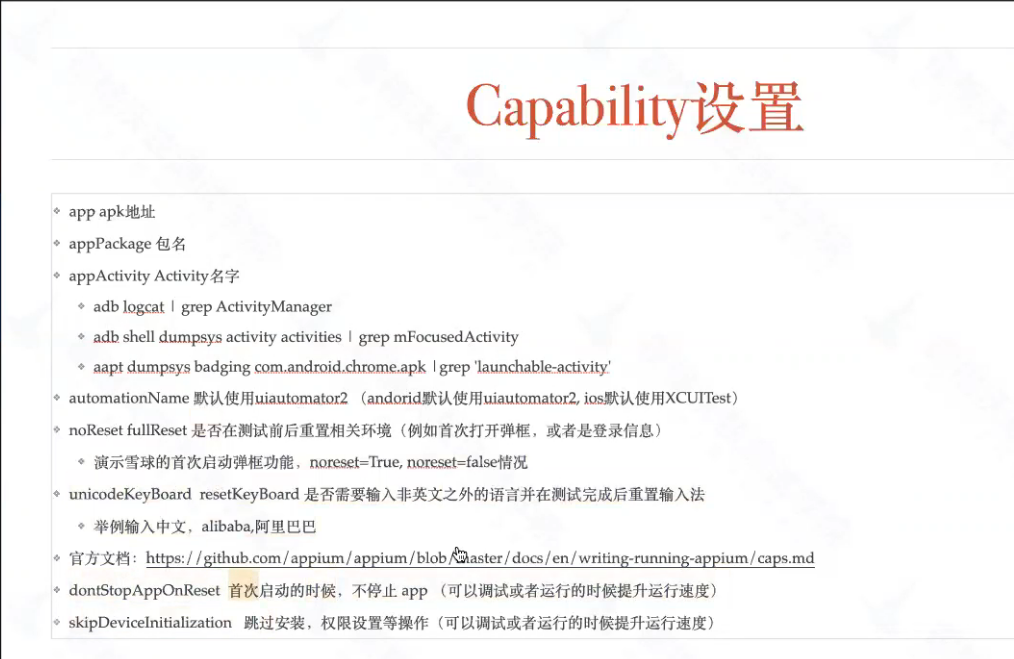 Capability设置
app apk地址
appPackage 包名
appActivity Activity名字
adb logcat | grep ActivityManager
adb shell dumpsys activity activities | grep mFocusedActivity
aapt dumpsys badging com.android.chrome.apk |grep 'launchable-activity'
automationName 默认使用uiautomator2 （andorid默认使用uiautomator2, ios默认使用XCUITest）
noReset fullReset 是否在测试前后重置相关环境（例如首次打开弹框，或者是登录信息）
演示雪球的首次启动弹框功能，noreset=True, noreset=false情况
unicodeKeyBoard resetKeyBoard 是否需要输入非英文之外的语言并在测试完成后重置输入法
举例输入中文，alibaba,阿里巴巴
官方文档：https://github.com/appium/appium/blob/master/docs/en/writing-running-appium/caps.md
dontStopAppOnReset 首次启动的时候，不停止 app （可以调试或者运行的时候提升运行速度）
skipDeviceInitialization 跳过安装，权限设置等操作（可以调试或者运行的时候提升运行速度）